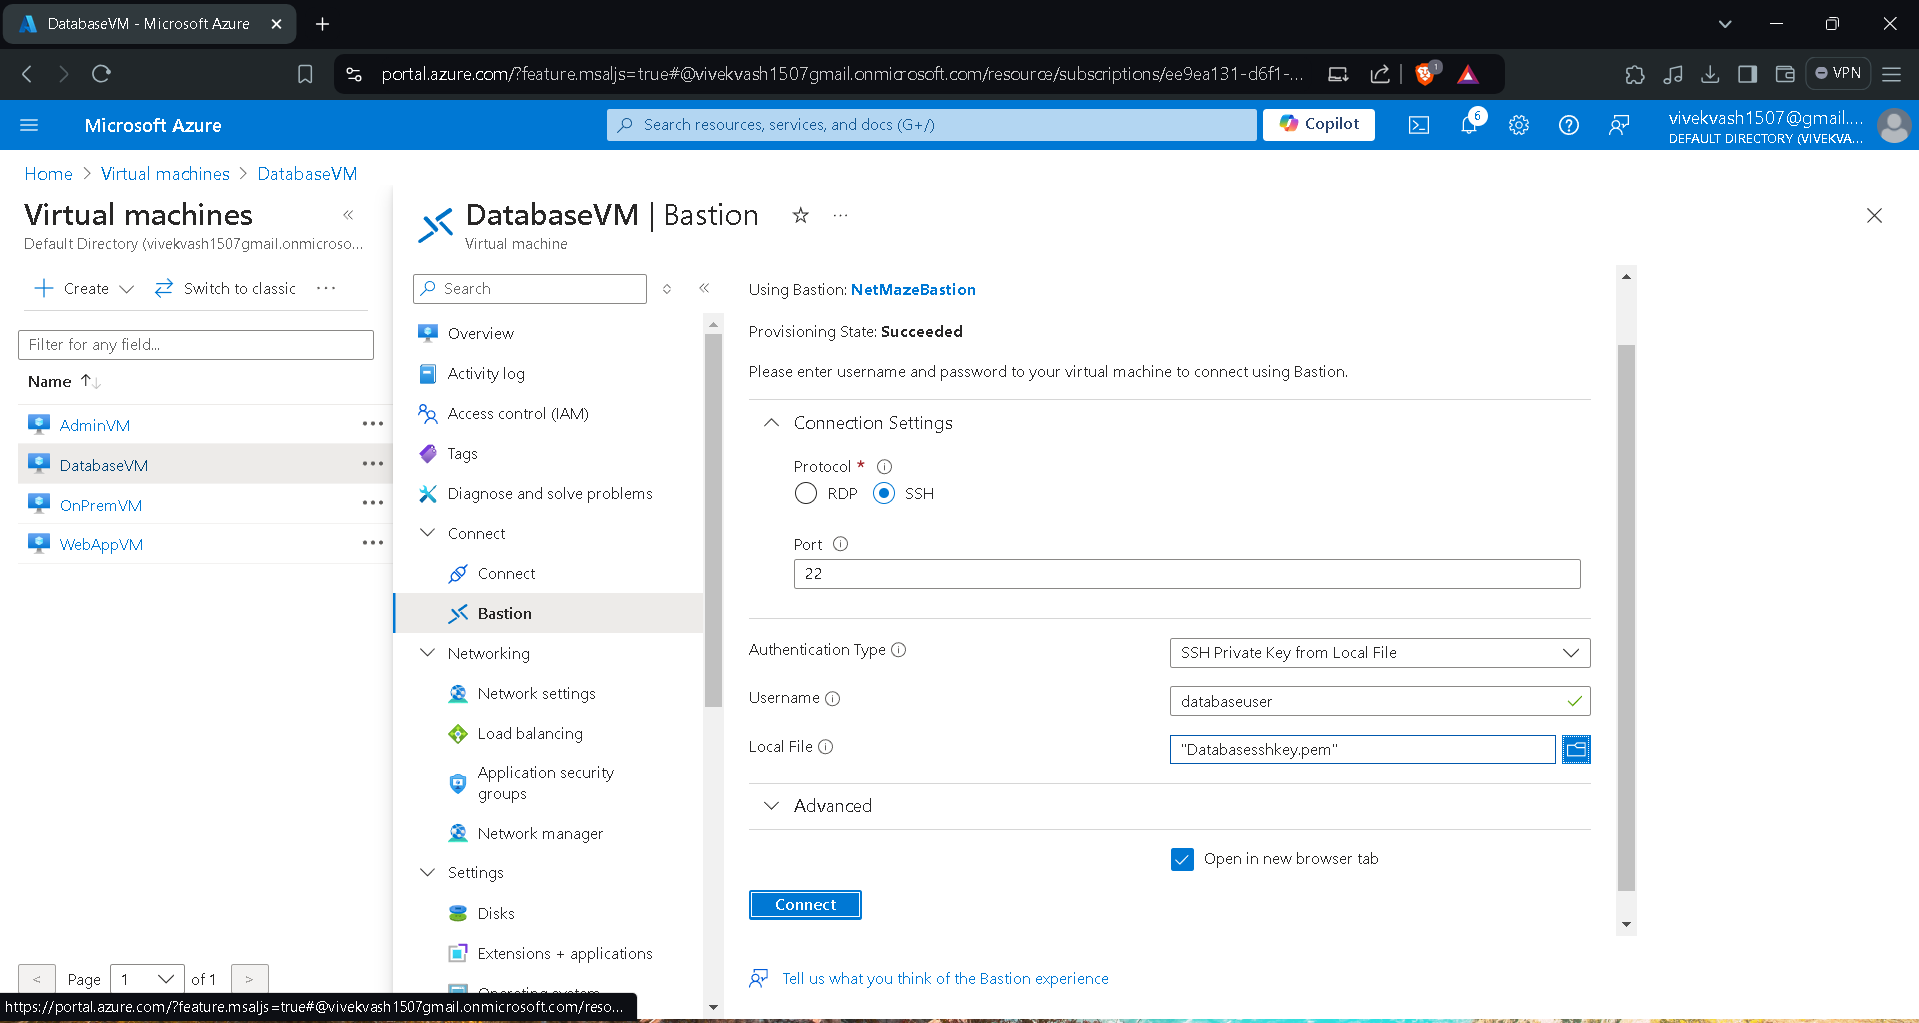 DatabaseVM - Microsoft Azure
portal.azure.com/?feature.msaljs=true#@vivekvash1507gmail.onmicrosoft.com/resource/subscriptions/ee9ea131-d6f1-...
1
VPN
Microsoft Azure
Search resources, services, and docs (G+/)
Copilot
6
vivekvash1507@gmail....
DEFAULT DIRECTORY (VIVEKVA...
Home > Virtual machines > DatabaseVM
Virtual machines
Default Directory (vivekvash1507gmail.onmicroso...
Create
Switch to classic
Filter for any field...
Name
AdminVM
DatabaseVM
OnPremVM
WebAppVM
< Page 1 of 1 >
https://portal.azure.com/?feature.msaljs=true#@vivekvash1507gmail.onmicrosoft.com/reso...
DatabaseVM | Bastion
Virtual machine
Search
Overview
Activity log
Access control (IAM)
Tags
Diagnose and solve problems
Connect
Connect
Bastion
Networking
Network settings
Load balancing
Application security
groups
Network manager
Settings
Disks
Extensions + applications
Operating system
Using Bastion: NetMazeBastion
Provisioning State: Succeeded
Please enter username and password to your virtual machine to connect using Bastion.
Connection Settings
Protocol *
RDP SSH
Port
22
Authentication Type
SSH Private Key from Local File
Username
databaseuser
Local File
"Databasesshkey.pem"
Advanced
Open in new browser tab
Connect
Tell us what you think of the Bastion experience